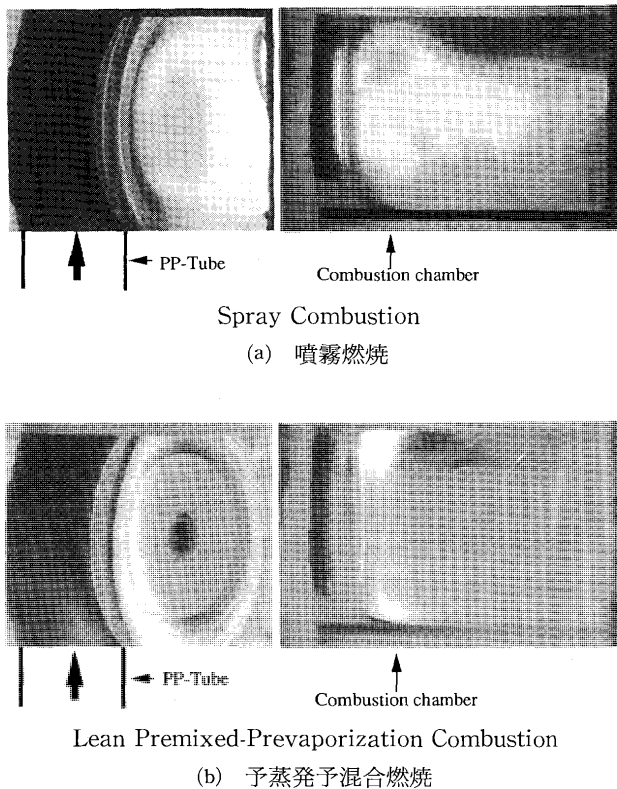 PP-Tube
Combustion chamber
Spray Combustion
(a) 噴霧燃焼
PP-Tube
Combustion chamber
Lean Premixed-Prevaporization Combustion
(b) 予蒸発予混合燃焼